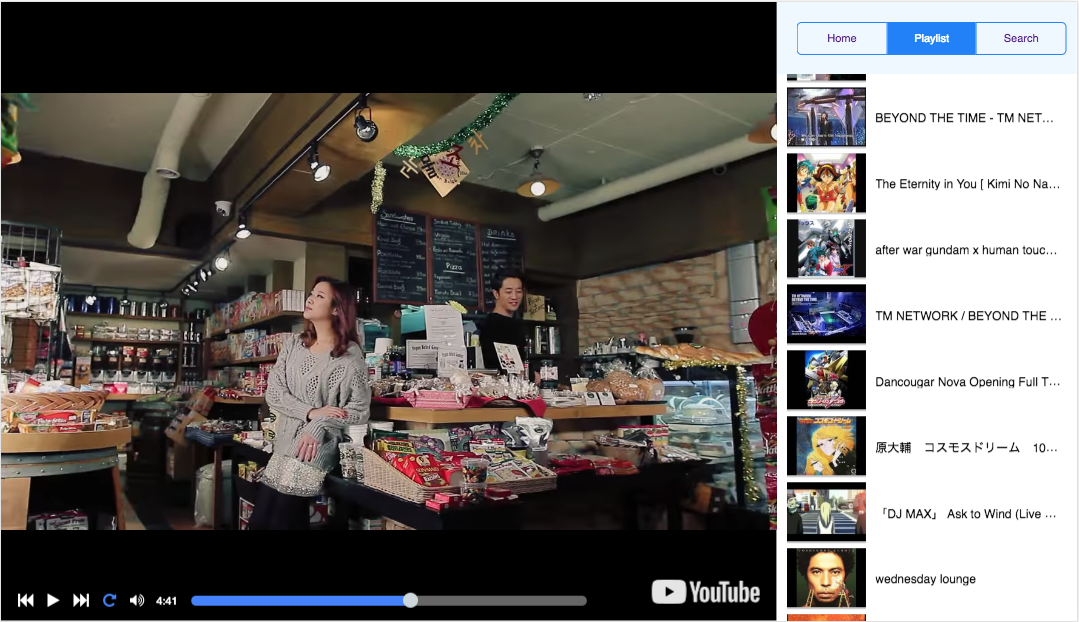 Home
Playlist
Search
BEYOND THE TIME - TM NET…
The Eternity in You [ Kimi No Na…
after war gundam x human touc…
TM NETWORK / BEYOND THE …
Dancougar Nova Opening Full T…
原大輔　コスモスドリーム　10…
「DJ MAX」 Ask to Wind (Live …
wednesday lounge
Sandwiches
Drinks
Pizza
4:41
YouTube